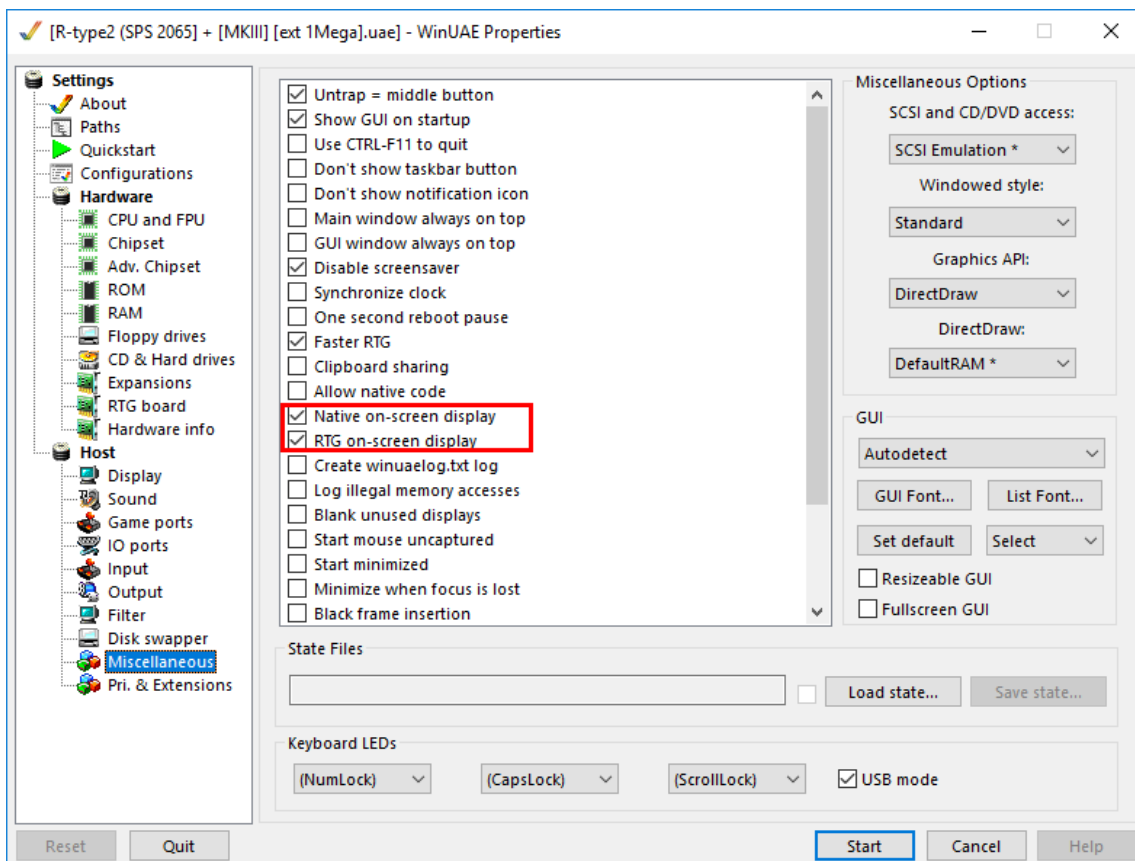 [R-type2 (SPS 2065) + [MKIII] [ext 1Mega].uae] - WinUAE Properties
Settings
About
Paths
Quickstart
Configurations
Hardware
CPU and FPU
Chipset
Adv. Chipset
ROM
RAM
Floppy drives
CD & Hard drives
Expansions
RTG board
Hardware info
Host
Display
Sound
Game ports
IO ports
Input
Output
Filter
Disk swapper
Miscellaneous
Pri. & Extensions
Untrap = middle button
Show GUI on startup
Use CTRL-F11 to quit
Don't show taskbar button
Don't show notification icon
Main window always on top
GUI window always on top
Disable screensaver
Synchronize clock
One second reboot pause
Faster RTG
Clipboard sharing
Allow native code
Native on-screen display
RTG on-screen display
Create winuaelog.txt log
Log illegal memory accesses
Blank unused displays
Start mouse uncaptured
Start minimized
Minimize when focus is lost
Black frame insertion
Miscellaneous Options
SCSI and CD/DVD access:
SCSI Emulation *
Windowed style:
Standard
Graphics API:
DirectDraw
DirectDraw:
DefaultRAM *
GUI
Autodetect
GUI Font... List Font...
Set default Select
Resizeable GUI
Fullscreen GUI
State Files
Load state... Save state...
Keyboard LEDs
(NumLock) (CapsLock) (ScrollLock) USB mode
Reset Quit Start Cancel Help